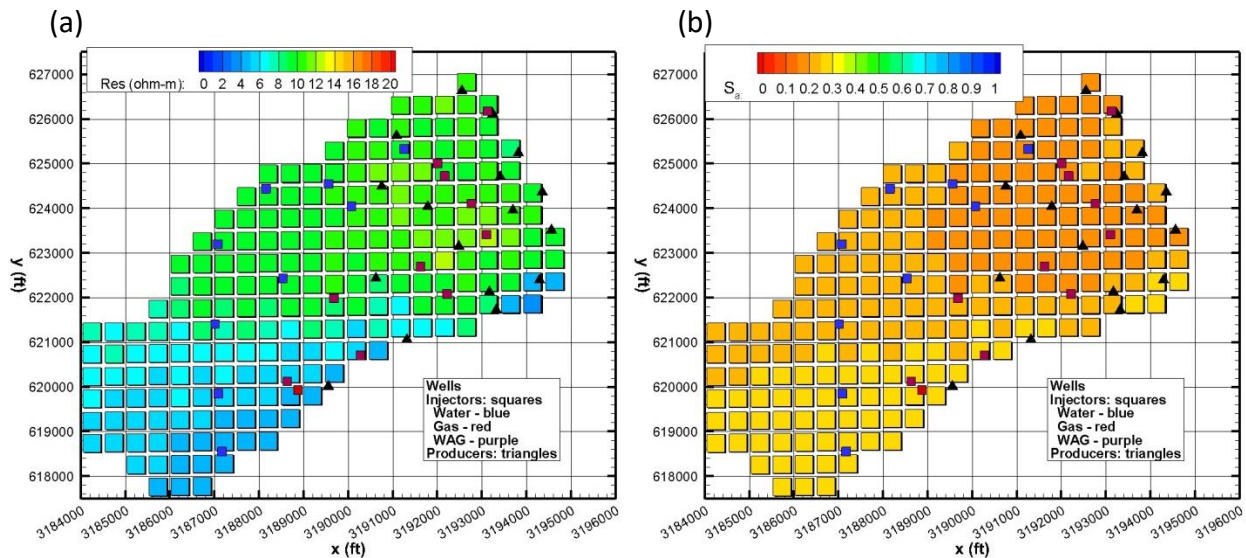 (a)
(b)
Res (ohm-m): 0 2 4 6 8 10 12 14 16 18 20
627000
626000
625000
624000
623000
622000
621000
620000
619000
618000
y (ft)
3184000 3185000 3186000 3187000 3188000 3189000 3190000 3191000 3192000 3193000 3194000 3195000 3196000
x (ft)
Wells
Injectors: squares
Water - blue
Gas - red
WAG - purple
Producers: triangles
0 0.1 0.2 0.3 0.4 0.5 0.6 0.7 0.8 0.9 1
627000
626000
625000
624000
623000
622000
621000
620000
619000
618000
y (ft)
3184000 3185000 3186000 3187000 3188000 3189000 3190000 3191000 3192000 3193000 3194000 3195000 3196000
x (ft)
Wells
Injectors: squares
Water - blue
Gas - red
WAG - purple
Producers: triangles